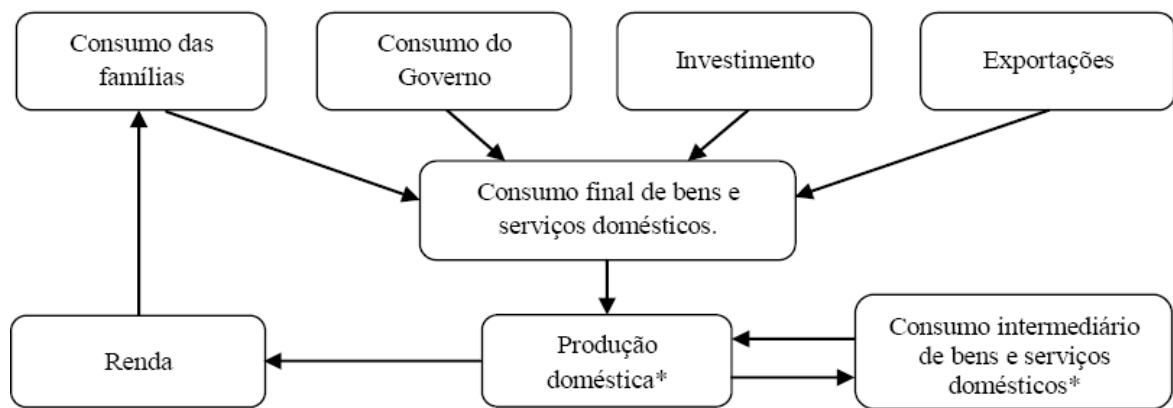 Consumo das
famílias
Consumo do
Governo
Investimento
Exportações
Consumo final de bens e
serviços domésticos.
Renda
Produção
doméstica*
Consumo intermediário
de bens e serviços
domésticos*